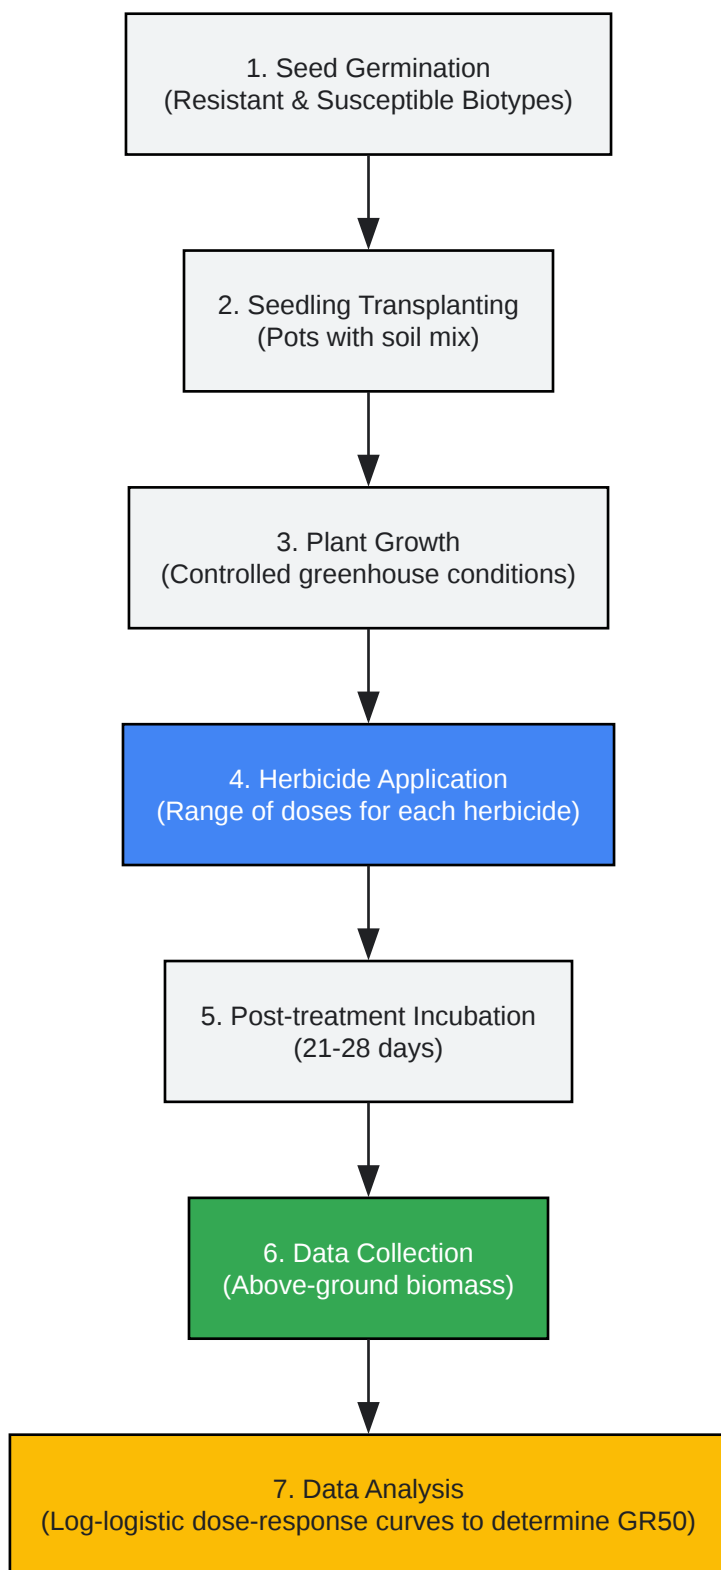 1. Seed Germination
(Resistant & Susceptible Biotypes)
2. Seedling Transplanting
(Pots with soil mix)
3. Plant Growth
(Controlled greenhouse conditions)
4. Herbicide Application
(Range of doses for each herbicide)
5. Post-treatment Incubation
(21-28 days)
6. Data Collection
(Above-ground biomass)
7. Data Analysis
(Log-logistic dose-response curves to determine GR50)